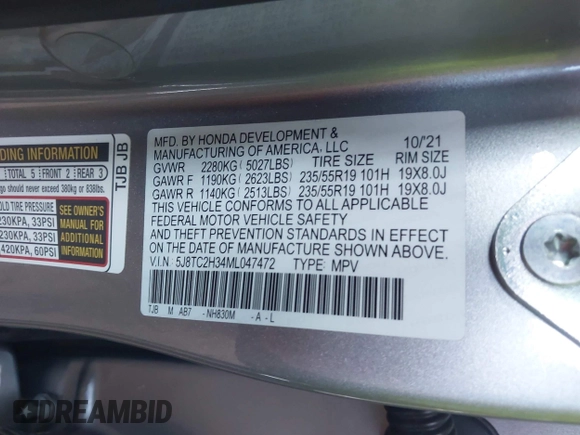 DING INFORMATION
TOTAL 5 FRONT 2 REAR 3
go should never exceed 380kg or 838lbs.
OLD TIRE PRESSURE
230KPA, 33PSI
230KPA, 33PSI
420KPA, 60PSI
SEE OWNER'S
MANUAL FOR
ADDITIONAL
INFORMATION
TJB JB
MFD. BY HONDA DEVELOPMENT & 10/'21
MANUFACTURING OF AMERICA, LLC
GVWR 2280KG(5027LBS) TIRE SIZE RIM SIZE
GAWR F 1190KG(2623LBS) 235/55R19 101H 19X8.0J
GAWR R 1140KG(2513LBS) 235/55R19 101H 19X8.0J
THIS VEHICLE CONFORMS TO ALL APPLICABLE
FEDERAL MOTOR VEHICLE SAFETY
AND THEFT PREVENTION STANDARDS IN EFFECT
ON THE DATE OF MANUFACTURE SHOWN ABOVE.
V.I.N. 5J8TC2H34ML047472 TYPE MPV
TJB M AB7 -NH830M -A-L
DREAMBID